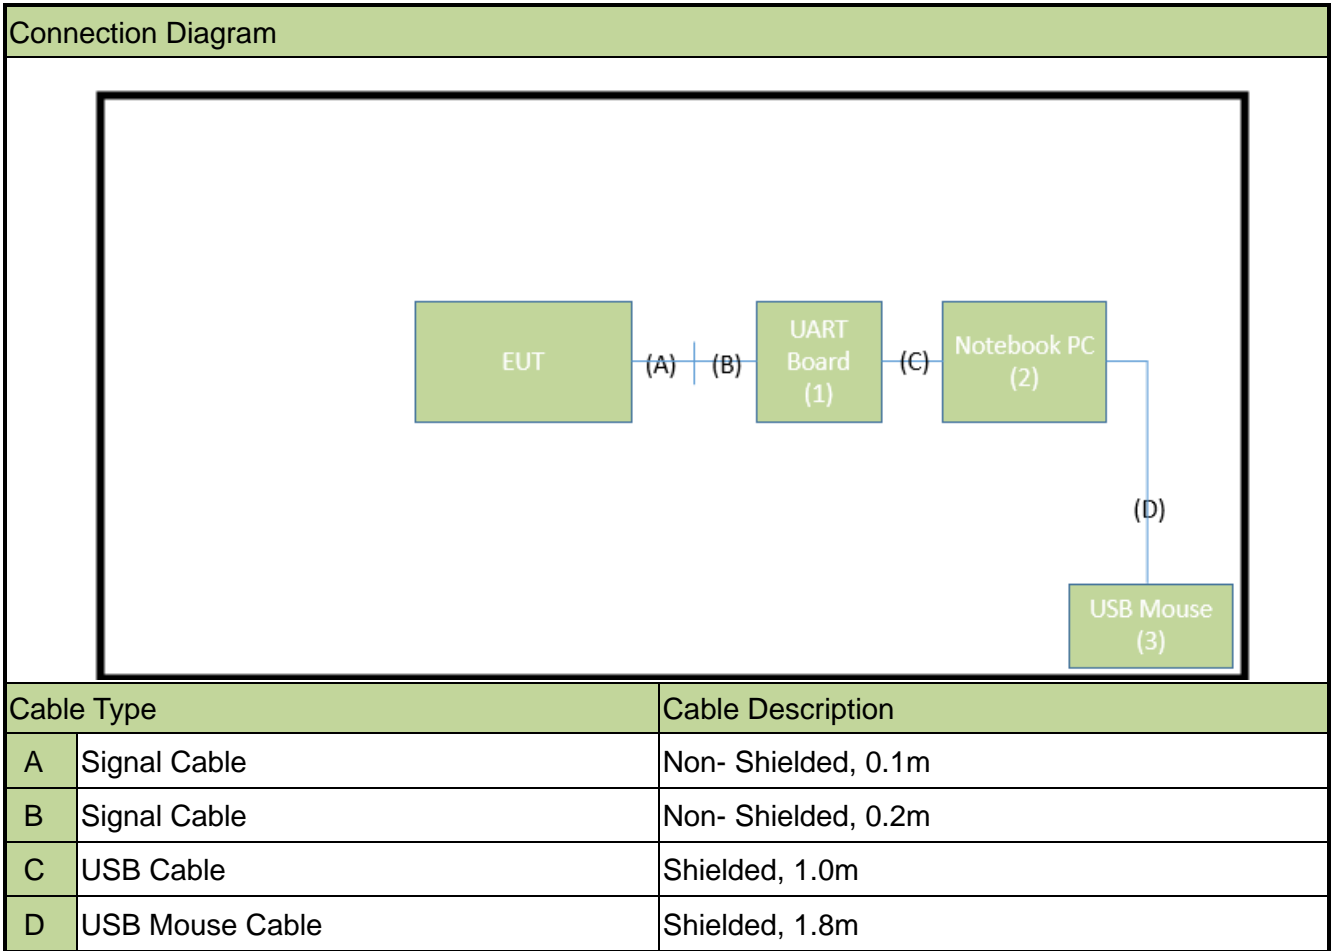 Connection Diagram
EUT
(A)
(B)
UART
Board
(1)
(C)
Notebook PC
(2)
(D)
USB Mouse
(3)
Cable Type Cable Description
A Signal Cable Non- Shielded, 0.1m
B Signal Cable Non- Shielded, 0.2m
C USB Cable Shielded, 1.0m
D USB Mouse Cable Shielded, 1.8m